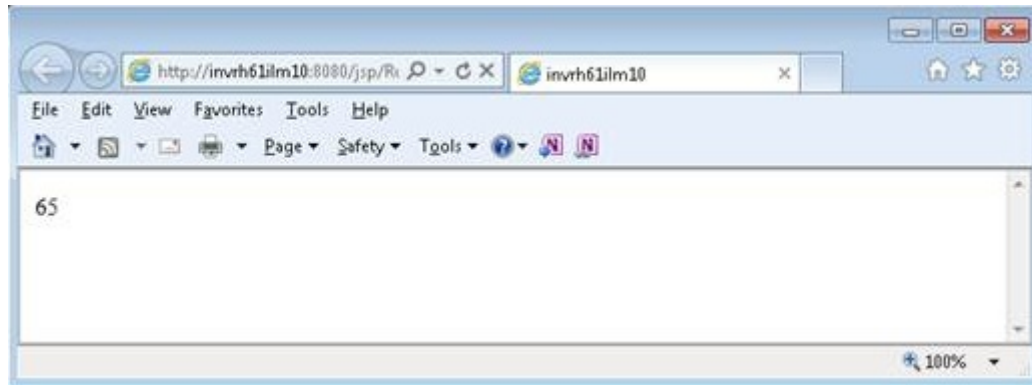 http://invrh61ilm10:8080/jsp/R
invrh61ilm10
File Edit View Favorites Tools Help
Page Safety Tools
65
100%